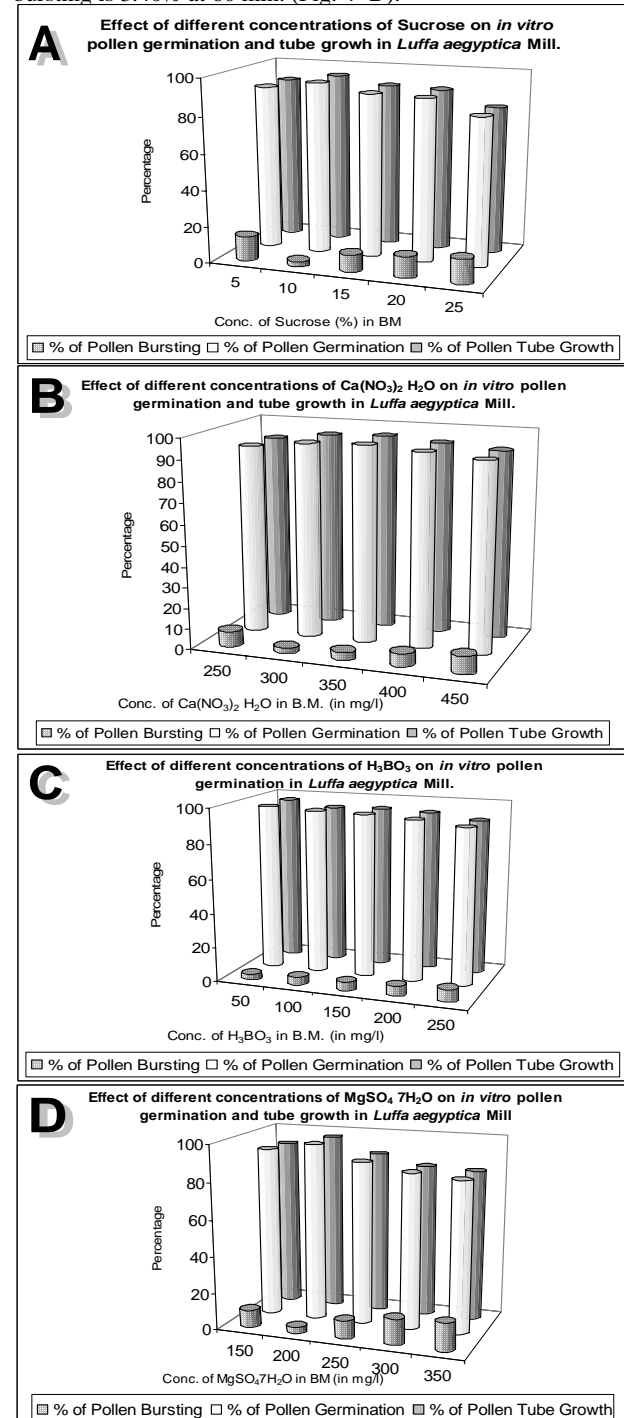 bursting is 3.40% at 60 min. (Fig. 4 B).
A
Effect of different concentrations of Sucrose on in vitro
pollen germination and tube growh in Luffa aegyptica Mill.
100
80
60
40
20
0
Percentage
5 10 15 20 25
Conc. of Sucrose (%) in BM
% of Pollen Bursting % of Pollen Germination % of Pollen Tube Growth
B
Effect of different concentrations of Ca(NO₃)₂ H₂O on in vitro pollen
germination and tube growth in Luffa aegyptica Mill.
100
90
80
70
60
50
40
30
20
10
0
Percentage
250 300 350 400 450
Conc. of Ca(NO₃)₂ H₂O in B.M. (in mg/l)
% of Pollen Bursting % of Pollen Germination % of Pollen Tube Growth
C
Effect of different concentrations of H₃BO₃ on in vitro pollen
germination in Luffa aegyptica Mill.
100
80
60
40
20
0
Percentage
50 100 150 200 250
Conc. of H₃BO₃ in B.M. (in mg/l)
% of Pollen Bursting % of Pollen Germination % of Pollen Tube Growth
D
Effect of different concentrations of MgSO₄ 7H₂O on in vitro pollen
germination and tube growth in Luffa aegyptica Mill
100
80
60
40
20
0
Percentage
150 200 250 300 350
Conc. of MgSO₄7H₂O in BM (in mg/l)
% of Pollen Bursting % of Pollen Germination % of Pollen Tube Growth